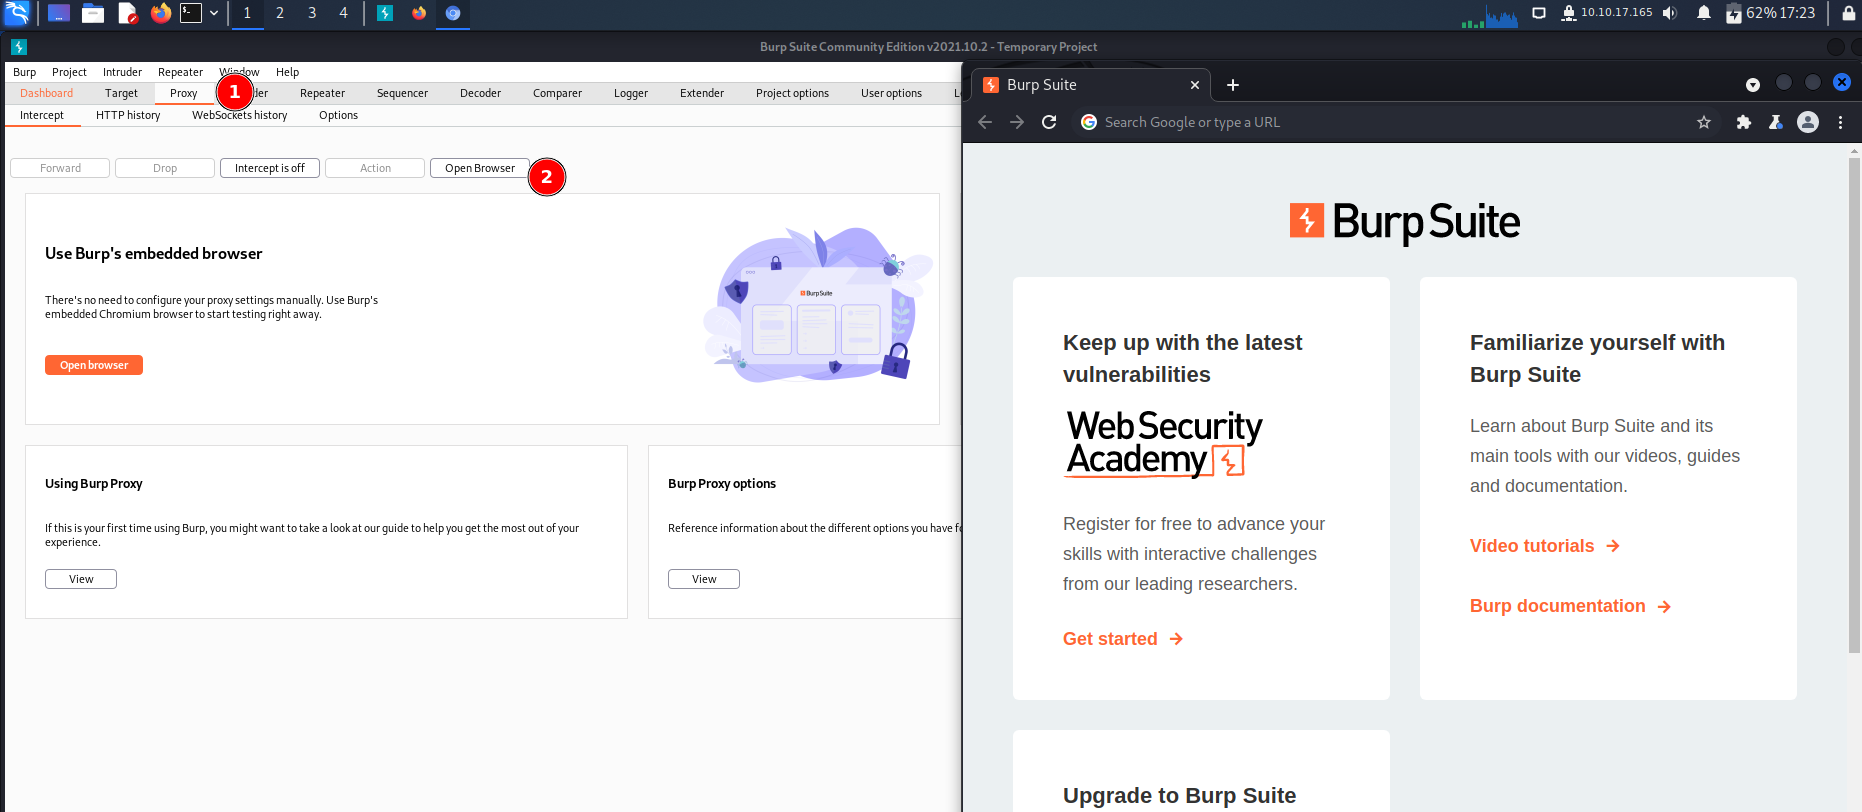 1 2 3 4
10.10.17.165 62% 17:23
Burp Suite Community Edition v2021.10.2 - Temporary Project
Burp Project Intruder Repeater Window Help
Dashboard Target Proxy 1 Repeater Sequencer Decoder Comparer Logger Extender Project options User options
Intercept HTTP history WebSockets history Options
Forward Drop Intercept is off Action Open Browser 2
Use Burp's embedded browser
There's no need to configure your proxy settings manually. Use Burp's
embedded Chromium browser to start testing right away.
Burp Suite
Open browser
Using Burp Proxy
If this is your first time using Burp, you might want to take a look at our guide to help you get the most out of your
experience.
View
Burp Proxy options
Reference information about the different options you have
View
Burp Suite
Search Google or type a URL
Burp Suite
Keep up with the latest
vulnerabilities
Web Security
Academy
Register for free to advance your
skills with interactive challenges
from our leading researchers.
Get started →
Familiarize yourself with
Burp Suite
Learn about Burp Suite and its
main tools with our videos, guides
and documentation.
Video tutorials →
Burp documentation →
Upgrade to Burp Suite